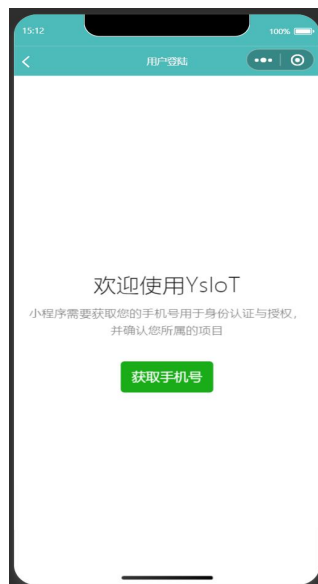 15:12
100%
用户登陆
欢迎使用YsIoT
小程序需要获取您的手机号用于身份认证与授权,
并确认您所属的项目
获取手机号